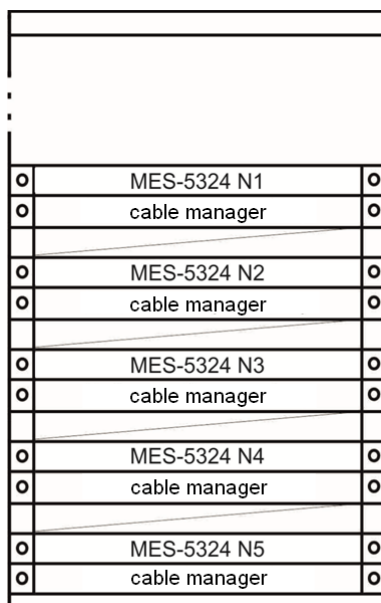 MES-5324 N1
cable manager
MES-5324 N2
cable manager
MES-5324 N3
cable manager
MES-5324 N4
cable manager
MES-5324 N5
cable manager